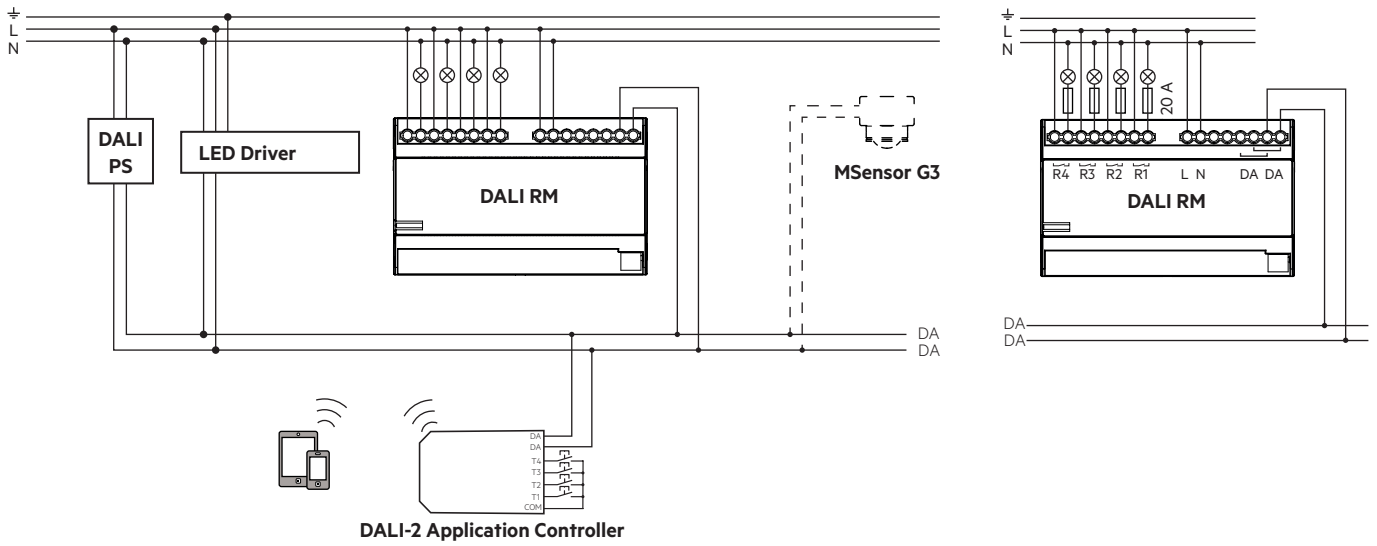 L
N
DALI
PS
LED Driver
DALI RM
MSensor G3
DA
DA
DA
DA
T4
T3
T2
T1
COM
DALI-2 Application Controller
L
N
20 A
R4 R3 R2 R1 L N DA DA
DALI RM
DA
DA